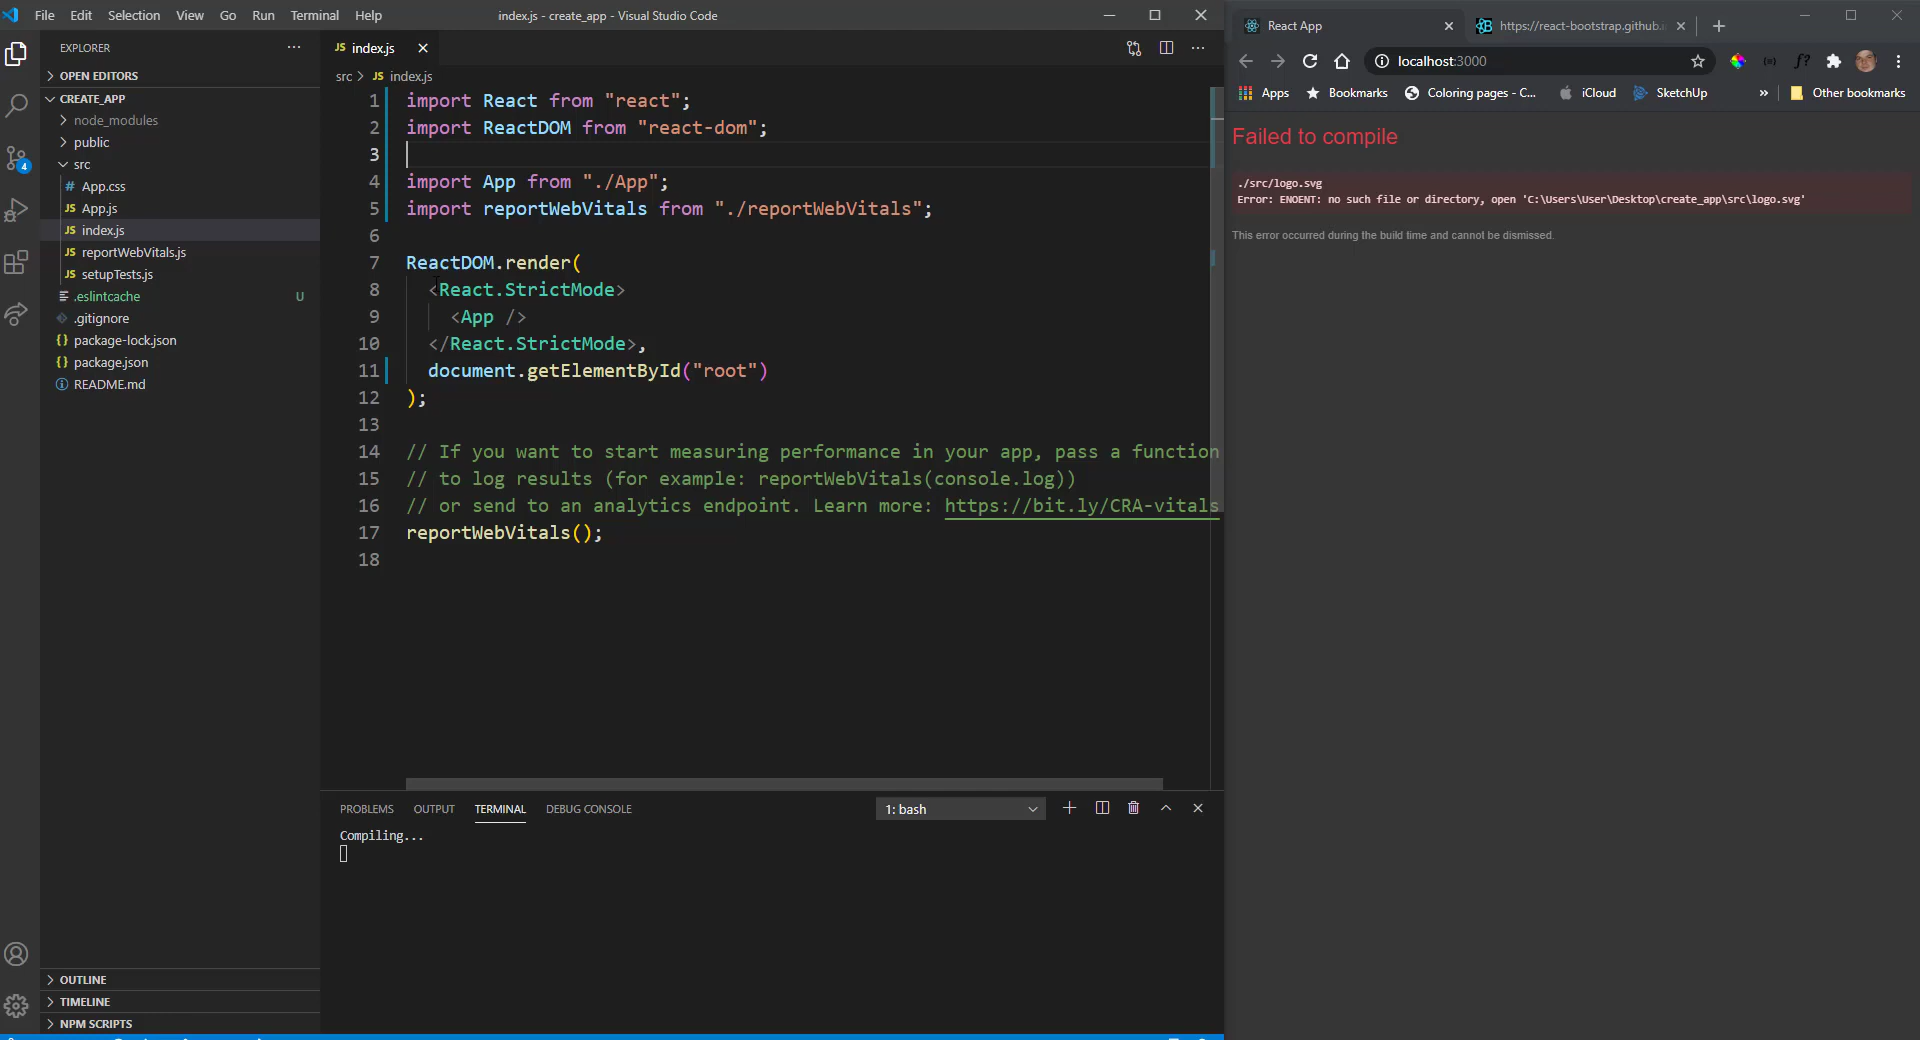 File Edit Selection View Go Run Terminal Help
index.js - create_app - Visual Studio Code
EXPLORER
OPEN EDITORS
CREATE_APP
node_modules
public
src
# App.css
JS App.js
JS index.js
JS reportWebVitals.js
JS setupTests.js
.eslintcache U
.gitignore
{} package-lock.json
{} package.json
README.md
OUTLINE
TIMELINE
NPM SCRIPTS
4
JS index.js
src > JS index.js
1 import React from "react";
2 import ReactDOM from "react-dom";
3
4 import App from "./App";
5 import reportWebVitals from "./reportWebVitals";
6
7 ReactDOM.render(
8 <React.StrictMode>
9 <App />
10 </React.StrictMode>,
11 document.getElementById("root")
12 );
13
14 // If you want to start measuring performance in your app, pass a function
15 // to log results (for example: reportWebVitals(console.log))
16 // or send to an analytics endpoint. Learn more: https://bit.ly/CRA-vitals
17 reportWebVitals();
18
PROBLEMS OUTPUT TERMINAL DEBUG CONSOLE
1: bash
Compiling...
React App
https://react-bootstrap.github.
localhost:3000
f?
Apps Bookmarks Coloring pages - C... iCloud SketchUp » Other bookmarks
Failed to compile
./src/logo.svg
Error: ENOENT: no such file or directory, open 'C:\Users\User\Desktop\create_app\src\logo.svg'
This error occurred during the build time and cannot be dismissed.